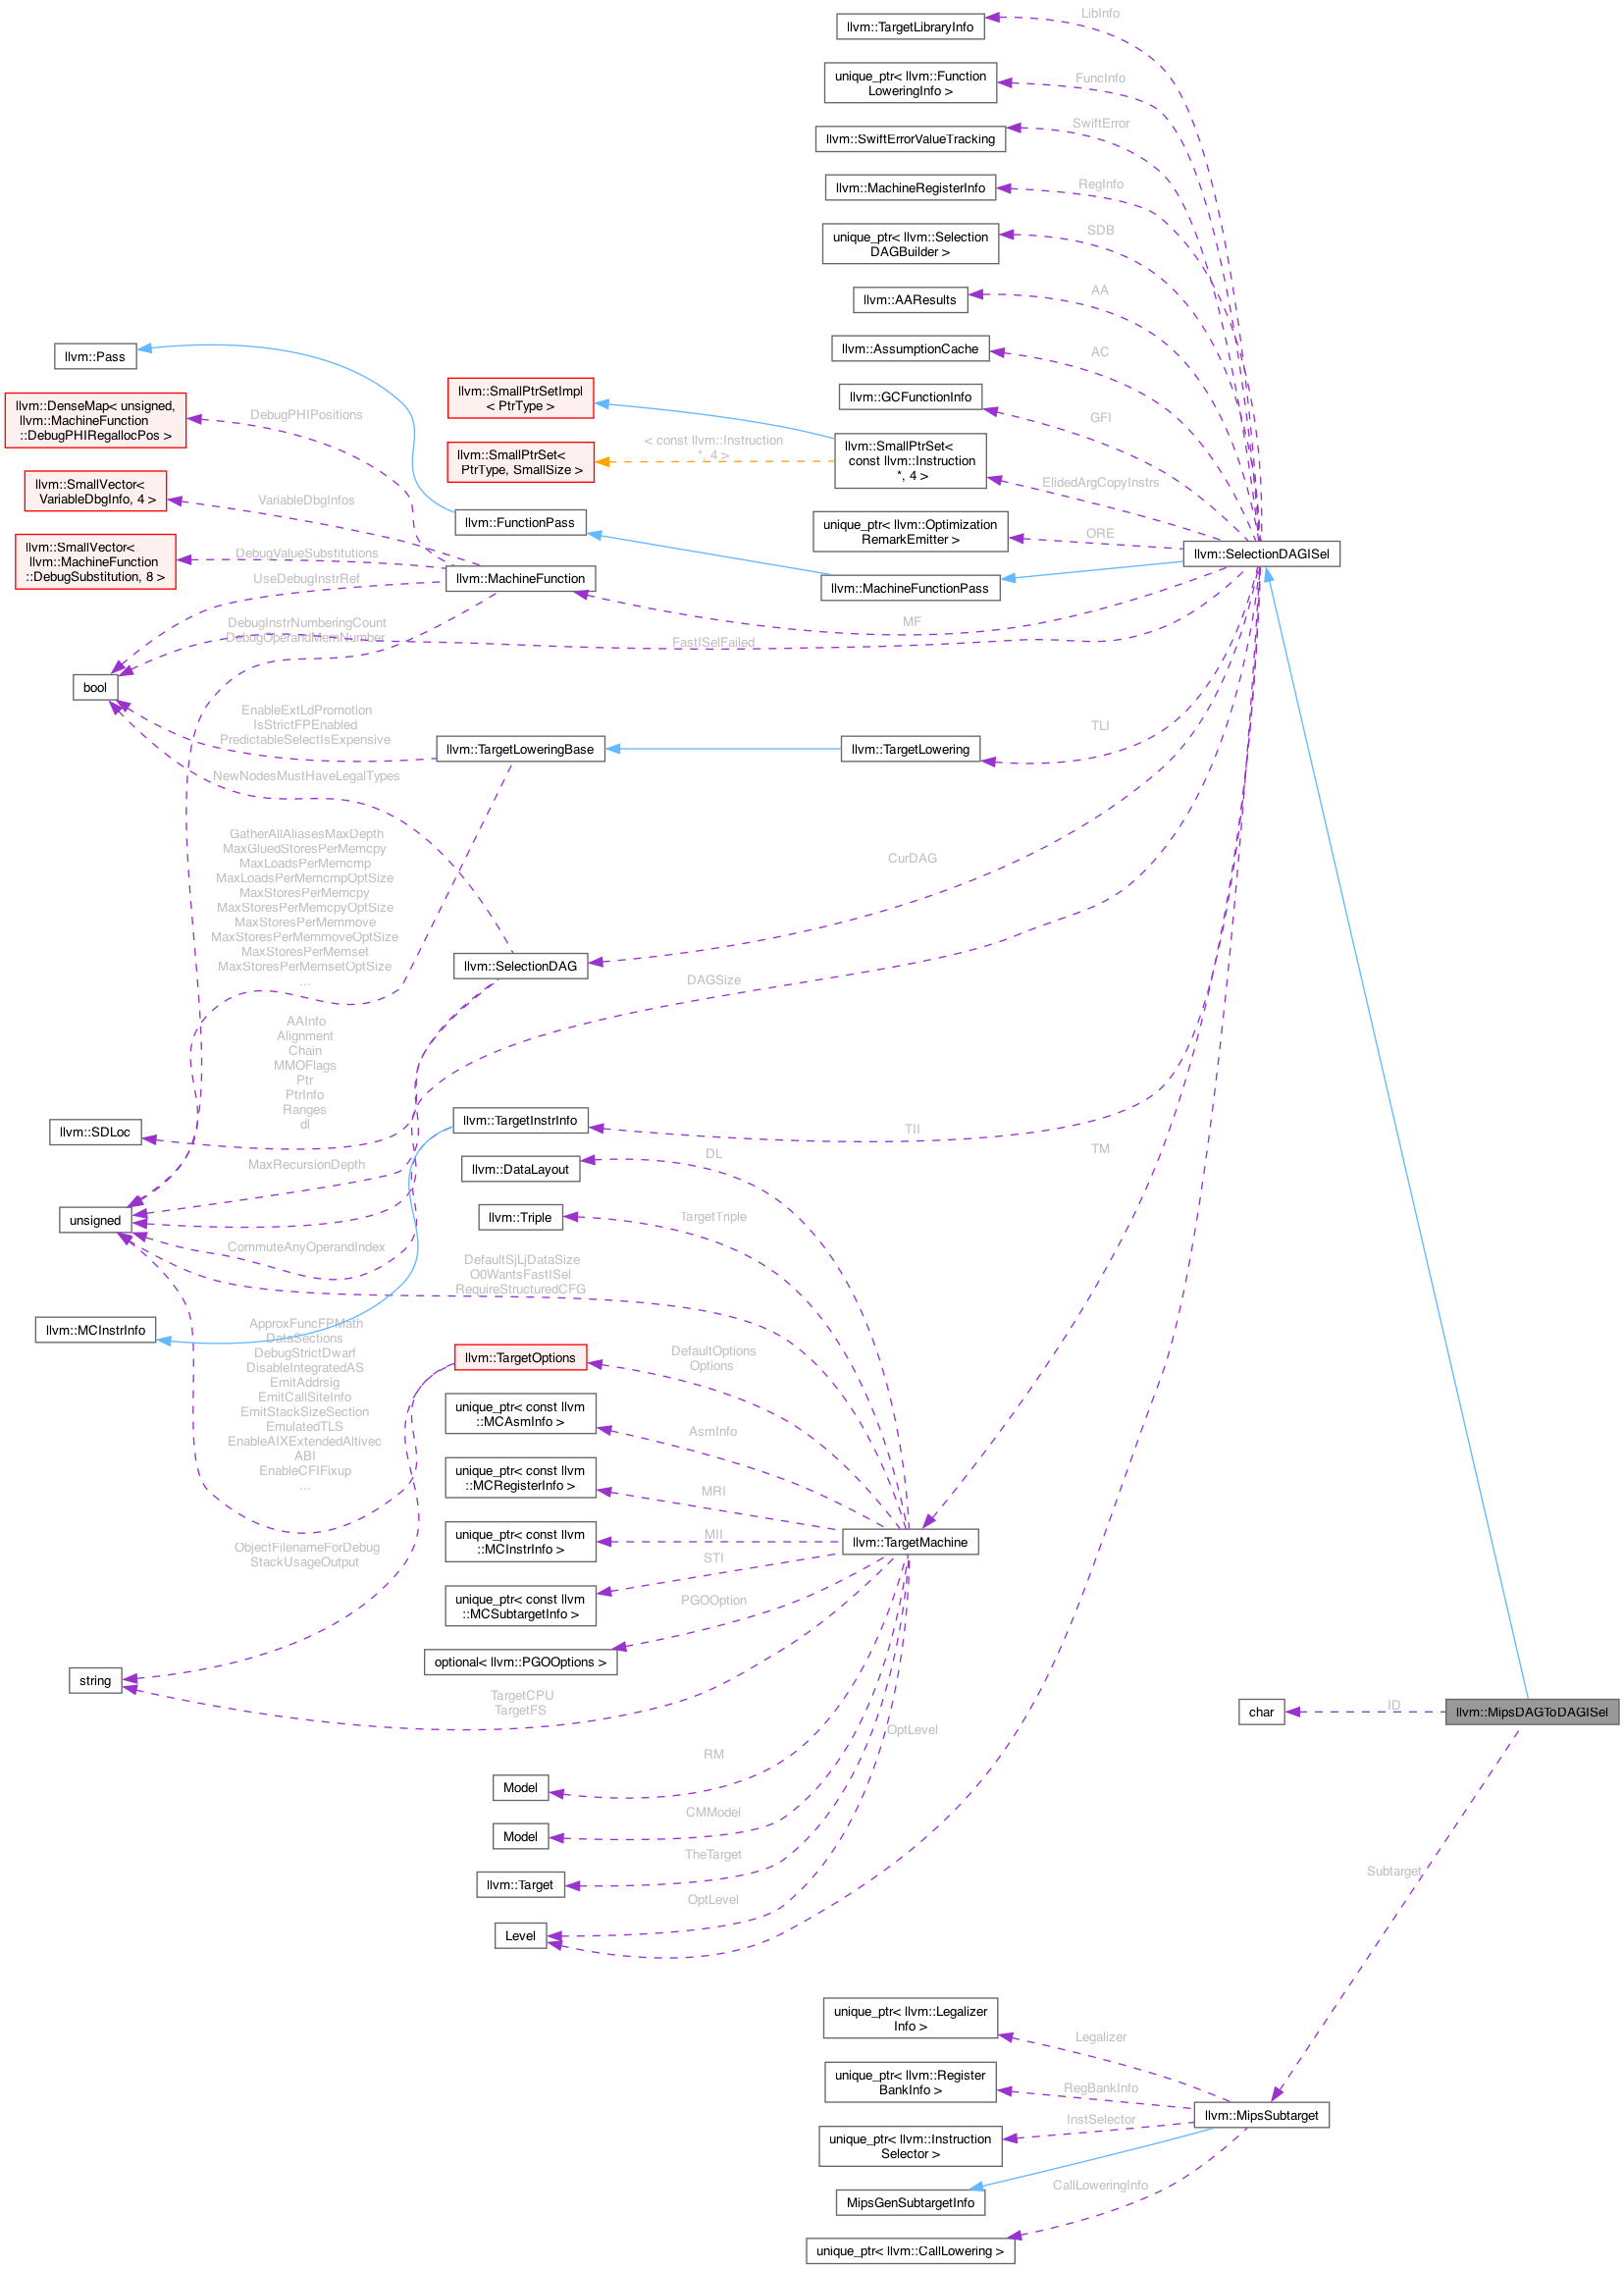 LibInfo
llvm::TargetLibraryInfo
unique_ptr< llvm::Function
LoweringInfo >
FuncInfo
SwiftError
llvm::SwiftErrorValueTracking
llvm::MachineRegisterInfo
RegInfo
unique_ptr< llvm::Selection
DAGBuilder >
SDB
llvm::AAResults
AA
llvm::AssumptionCache
AC
llvm::Pass
llvm::GCFunctionInfo
GFI
llvm::SmallPtrSetImpl
< PtrType >
llvm::DenseMap< unsigned,
llvm::MachineFunction
::DebugPHIRegallocPos >
DebugPHIPositions
< const llvm::Instruction
*, 4 >
llvm::SmallPtrSet<
PtrType, SmallSize >
llvm::SmallPtrSet<
const llvm::Instruction
*, 4 >
ElidedArgCopyInstrs
llvm::SmallVector<
VariableDbgInfo, 4 >
VariableDbgInfos
llvm::FunctionPass
unique_ptr< llvm::Optimization
RemarkEmitter >
ORE
llvm::SelectionDAGISel
llvm::SmallVector<
llvm::MachineFunction
::DebugSubstitution, 8 >
DebugValueSubstitutions
UseDebugInstrRef
llvm::MachineFunction
llvm::MachineFunctionPass
DebugInstrNumberingCount
DebugOperandMemNumber
MF
FastISelFailed
bool
EnableExtLdPromotion
IsStrictFPEnabled
PredictableSelectIsExpensive
llvm::TargetLoweringBase
llvm::TargetLowering
TLI
NewNodesMustHaveLegalTypes
GatherAllAliasesMaxDepth
MaxGluedStoresPerMemcpy
MaxLoadsPerMemcmp
MaxLoadsPerMemcmpOptSize
MaxStoresPerMemcpy
MaxStoresPerMemcpyOptSize
MaxStoresPerMemmove
MaxStoresPerMemmoveOptSize
MaxStoresPerMemset
MaxStoresPerMemsetOptSize
...
CurDAG
llvm::SelectionDAG
DAGSize
AAInfo
Alignment
Chain
MMOFlags
Ptr
PtrInfo
Ranges
dl
llvm::SDLoc
llvm::TargetInstrInfo
TII
TM
MaxRecursionDepth
DL
llvm::DataLayout
unsigned
llvm::Triple
TargetTriple
CommuteAnyOperandIndex
DefaultSjLjDataSize
O0WantsFastISel
RequireStructuredCFG
llvm::MCInstrInfo
ApproxFuncFPMath
DataSections
DebugStrictDwarf
DisableIntegratedAS
EmitAddrsig
EmitCallSiteInfo
EmitStackSizeSection
EmulatedTLS
EnableAIXExtendedAltivec
ABI
EnableCFIFixup
...
llvm::TargetOptions
DefaultOptions
Options
unique_ptr< const llvm
::MCAsmInfo >
AsmInfo
unique_ptr< const llvm
::MCRegisterInfo >
MRI
unique_ptr< const llvm
::MCInstrInfo >
MII
llvm::TargetMachine
ObjectFilenameForDebug
StackUsageOutput
STI
unique_ptr< const llvm
::MCSubtargetInfo >
PGOOption
optional< llvm::PGOOptions >
string
TargetCPU
TargetFS
char
ID
llvm::MipsDAGToDAGISel
OptLevel
RM
Model
CMModel
Model
TheTarget
llvm::Target
OptLevel
Level
Subtarget
unique_ptr< llvm::Legalizer
Info >
Legalizer
unique_ptr< llvm::Register
BankInfo >
RegBankInfo
llvm::MipsSubtarget
InstSelector
unique_ptr< llvm::Instruction
Selector >
CallLoweringInfo
MipsGenSubtargetInfo
unique_ptr< llvm::CallLowering >